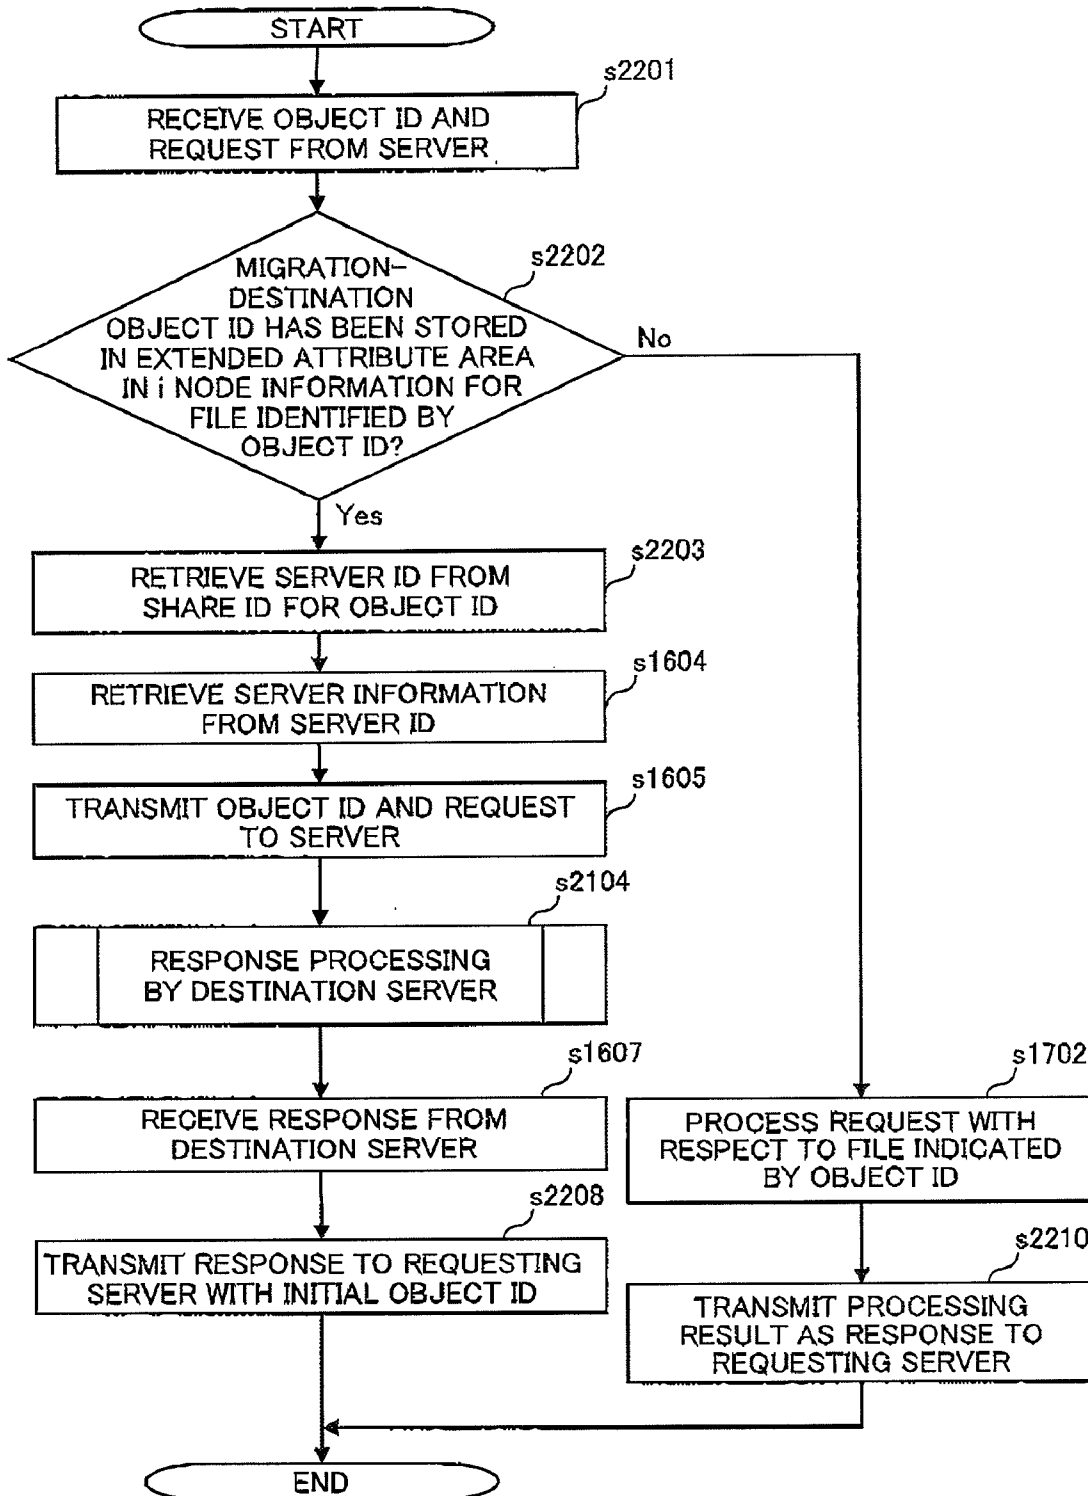 START
s2201
RECEIVE OBJECT ID AND
REQUEST FROM SERVER
s2202
MIGRATION-
DESTINATION
OBJECT ID HAS BEEN STORED
IN EXTENDED ATTRIBUTE AREA
IN i NODE INFORMATION FOR
FILE IDENTIFIED BY
OBJECT ID?
No
Yes
s2203
RETRIEVE SERVER ID FROM
SHARE ID FOR OBJECT ID
s1604
RETRIEVE SERVER INFORMATION
FROM SERVER ID
s1605
TRANSMIT OBJECT ID AND REQUEST
TO SERVER
s2104
RESPONSE PROCESSING
BY DESTINATION SERVER
s1607
RECEIVE RESPONSE FROM
DESTINATION SERVER
s2208
TRANSMIT RESPONSE TO REQUESTING
SERVER WITH INITIAL OBJECT ID
s1702
PROCESS REQUEST WITH
RESPECT TO FILE INDICATED
BY OBJECT ID
s2210
TRANSMIT PROCESSING
RESULT AS RESPONSE TO
REQUESTING SERVER
END